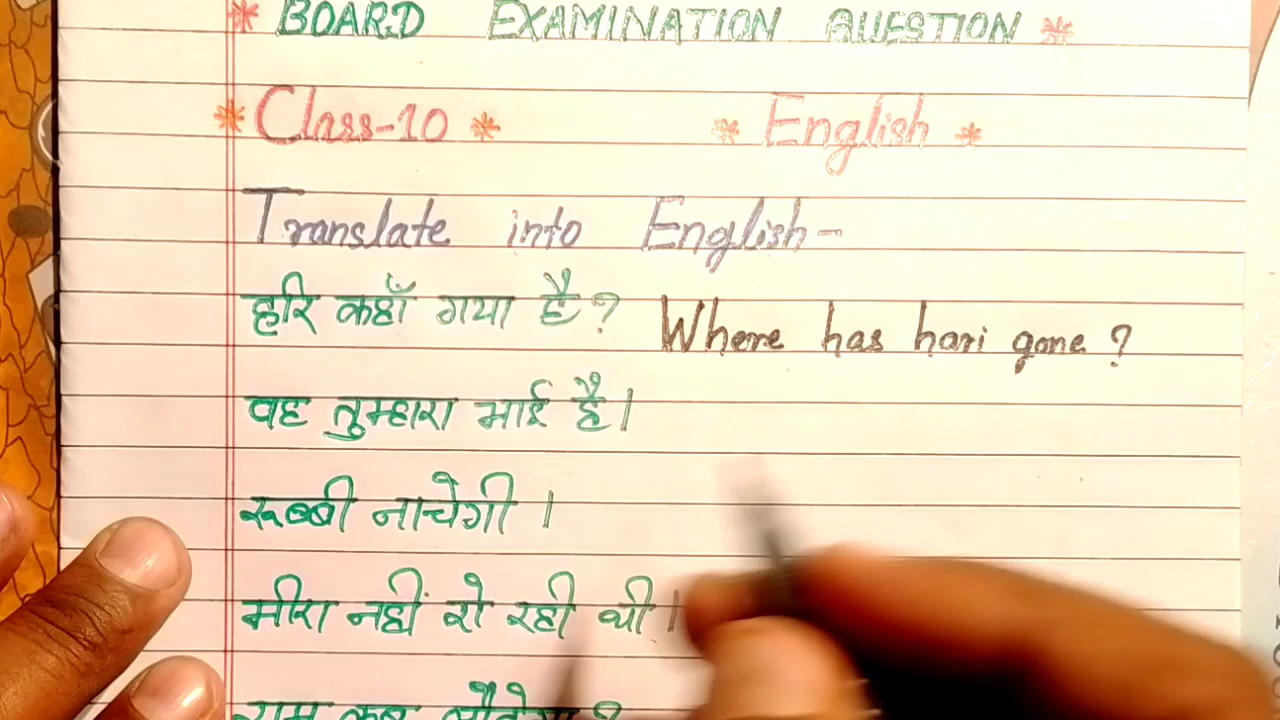 * BOARD EXAMINATION QUESTION *
* Class-10 * * English *
Translate into English-
हरि कहाँ गया है? Where has hari gone ?
वह तुम्हारा भाई है।
रूब्बी नाचेगी ।
मीरा नहीं रो रही थी ।
राम कब लौटेगा ?